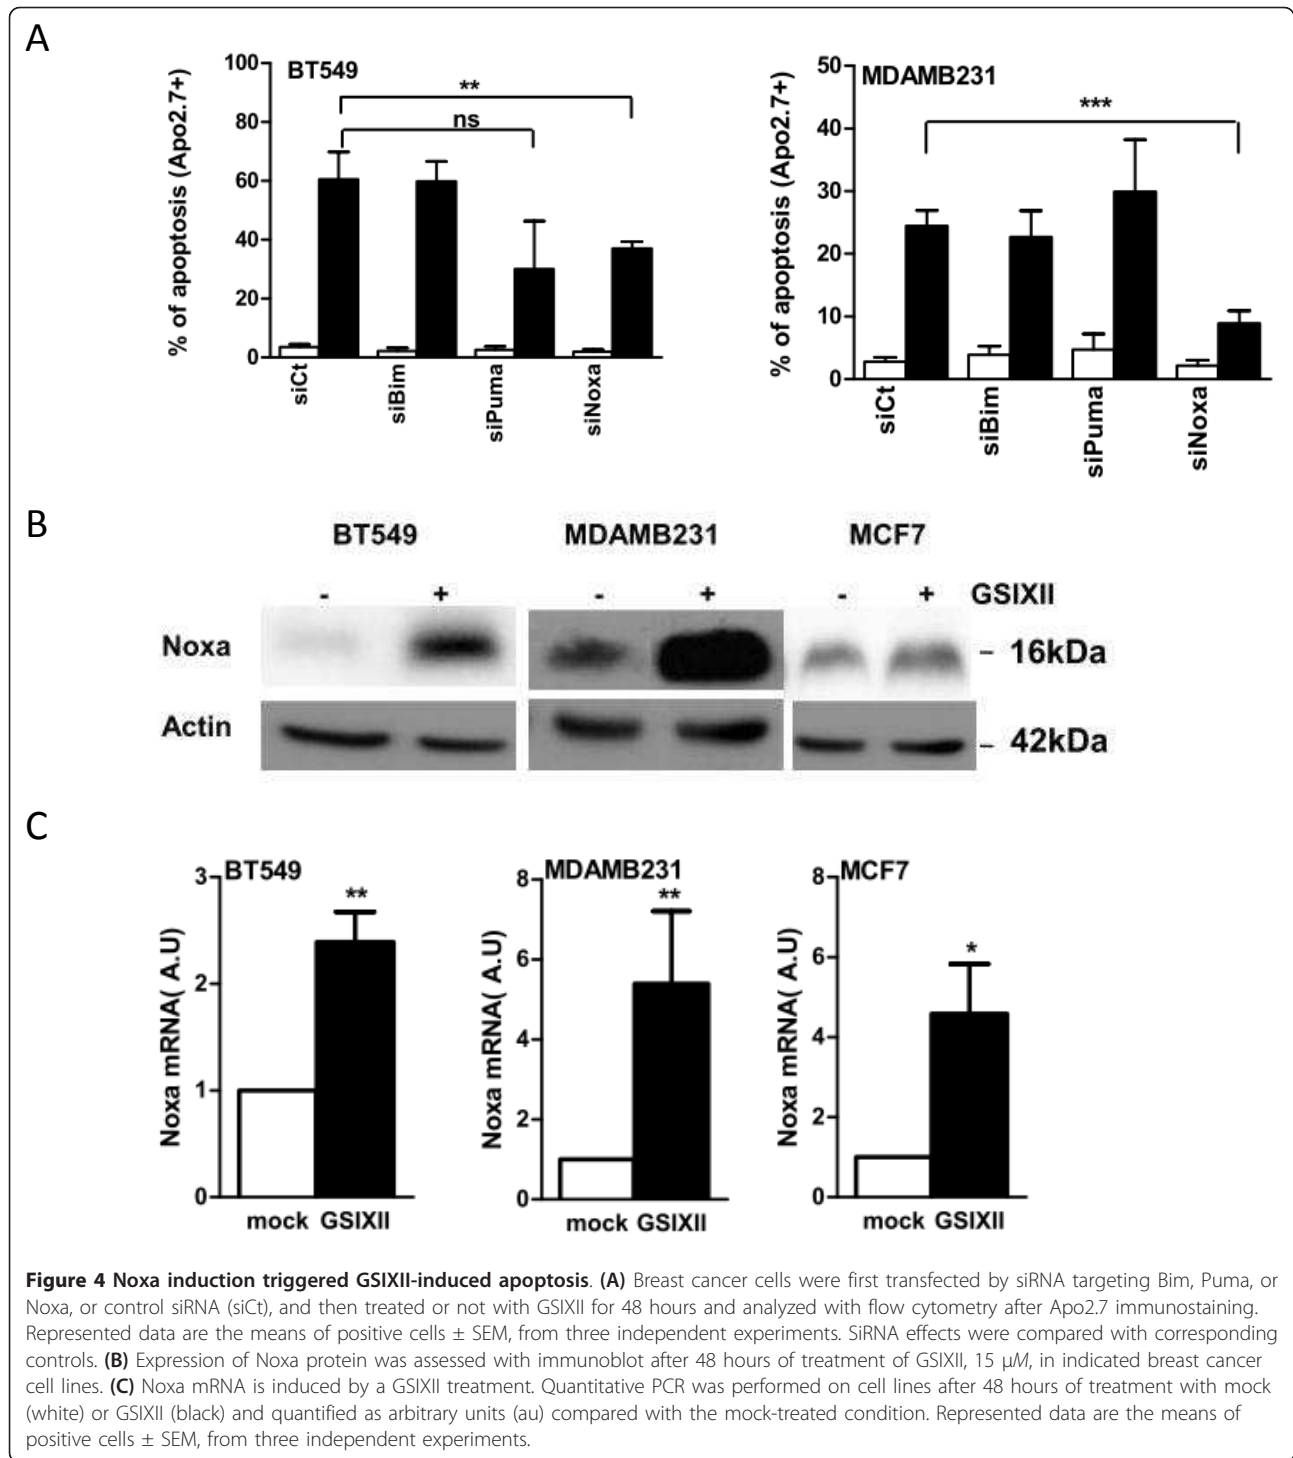 A
BT549
% of apoptosis (Apo2.7+)
100
80
60
40
20
0
**
ns
siCt
siBim
siPuma
siNoxa
MDAMB231
% of apoptosis (Apo2.7+)
50
40
30
20
10
0
***
siCt
siBim
siPuma
siNoxa
B
BT549 MDAMB231 MCF7
- + - + - + GSIXII
Noxa - 16kDa
Actin - 42kDa
C
BT549
Noxa mRNA( A.U)
3
2
1
0
**
mock GSIXII
MDAMB231
Noxa mRNA( A.U)
8
6
4
2
0
**
mock GSIXII
MCF7
Noxa mRNA( A.U)
8
6
4
2
0
*
mock GSIXII
Figure 4 Noxa induction triggered GSIXII-induced apoptosis. (A) Breast cancer cells were first transfected by siRNA targeting Bim, Puma, or
Noxa, or control siRNA (siCt), and then treated or not with GSIXII for 48 hours and analyzed with flow cytometry after Apo2.7 immunostaining.
Represented data are the means of positive cells ± SEM, from three independent experiments. SiRNA effects were compared with corresponding
controls. (B) Expression of Noxa protein was assessed with immunoblot after 48 hours of treatment of GSIXII, 15 μM, in indicated breast cancer
cell lines. (C) Noxa mRNA is induced by a GSIXII treatment. Quantitative PCR was performed on cell lines after 48 hours of treatment with mock
(white) or GSIXII (black) and quantified as arbitrary units (au) compared with the mock-treated condition. Represented data are the means of
positive cells ± SEM, from three independent experiments.